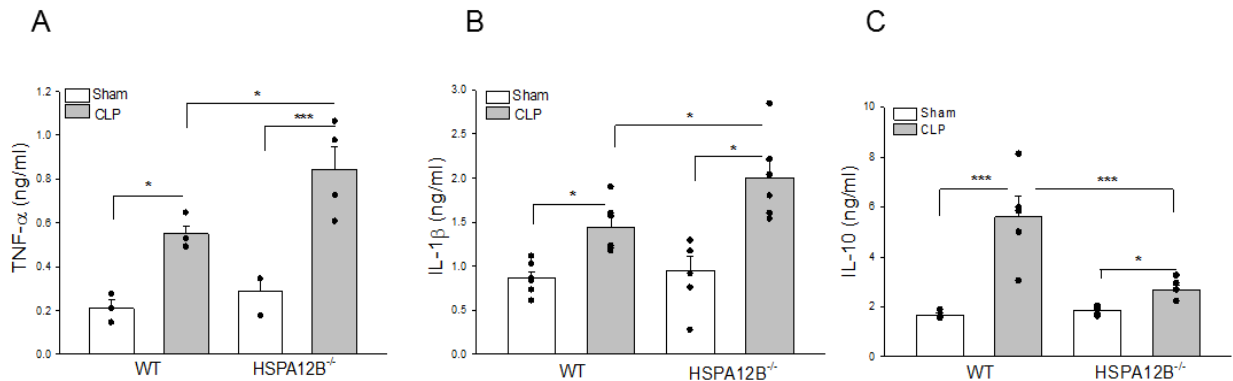 A
B
C
TNF-α (ng/ml)
1.2
1.0
0.8
0.6
0.4
0.2
0.0
Sham
CLP
*
*
***
WT
HSPA12B-/-
IL-1β (ng/ml)
3.0
2.5
2.0
1.5
1.0
0.5
0.0
Sham
CLP
*
*
*
WT
HSPA12B-/-
IL-10 (ng/ml)
10
8
6
4
2
0
Sham
CLP
***
***
*
WT
HSPA12B-/-